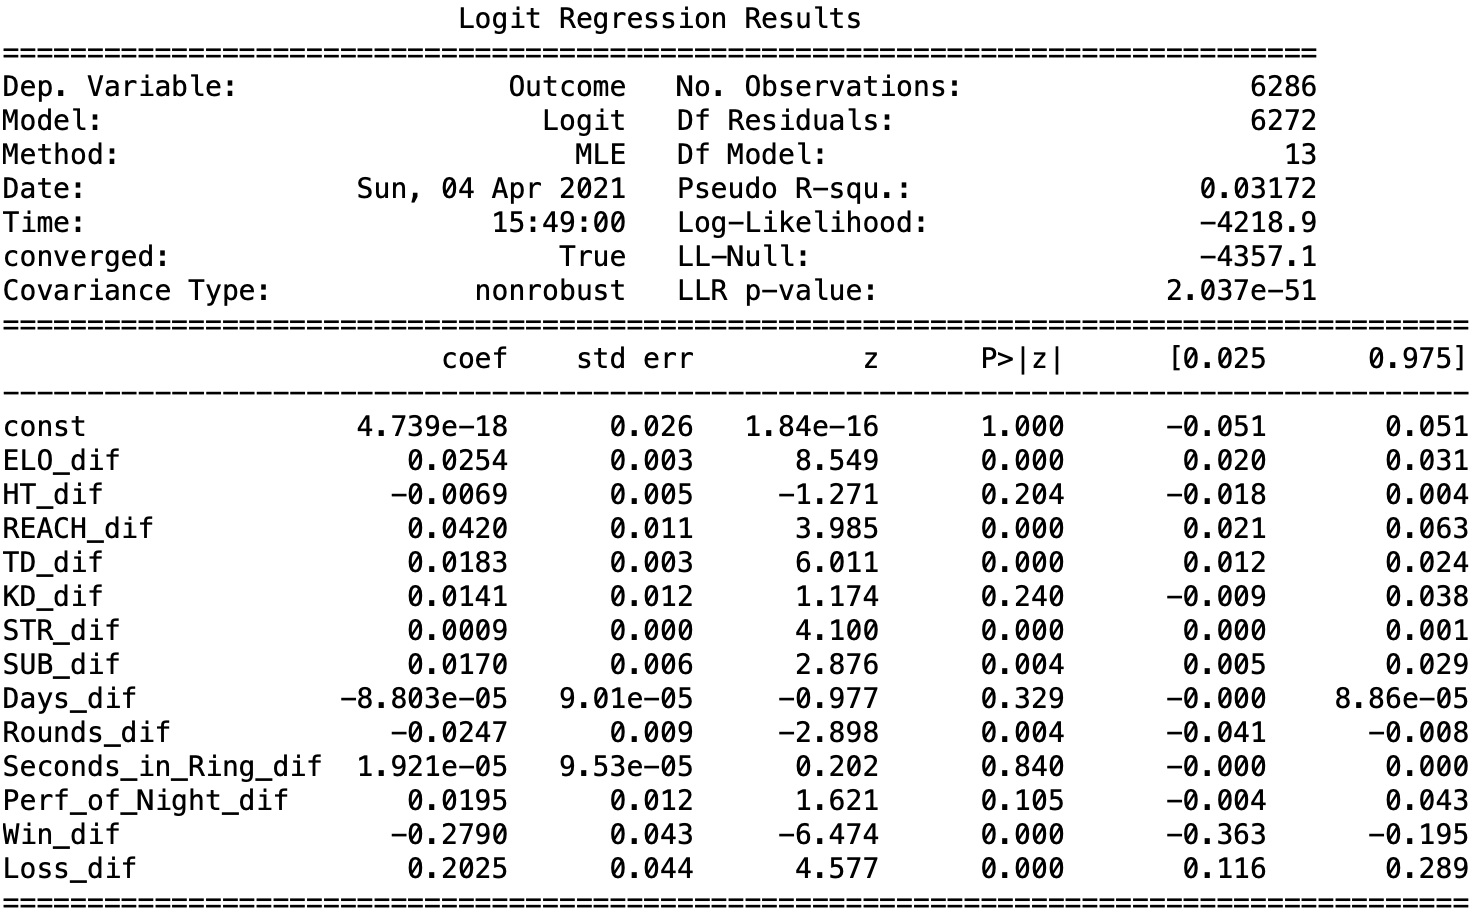 Logit Regression Results
==============================================================================
Dep. Variable:                Outcome   No. Observations:                 6286
Model:                          Logit   Df Residuals:                     6272
Method:                           MLE   Df Model:                           13
Date:                Sun, 04 Apr 2021   Pseudo R-squ.:                 0.03172
Time:                        15:49:00   Log-Likelihood:                -4218.9
converged:                       True   LL-Null:                       -4357.1
Covariance Type:            nonrobust   LLR p-value:                 2.037e-51
=======================================================================================
                          coef    std err          z      P>|z|      [0.025      0.975]
---------------------------------------------------------------------------------------
const                4.739e-18      0.026   1.84e-16      1.000      -0.051       0.051
ELO_dif                 0.0254      0.003      8.549      0.000       0.020       0.031
HT_dif                 -0.0069      0.005     -1.271      0.204      -0.018       0.004
REACH_dif               0.0420      0.011      3.985      0.000       0.021       0.063
TD_dif                  0.0183      0.003      6.011      0.000       0.012       0.024
KD_dif                  0.0141      0.012      1.174      0.240      -0.009       0.038
STR_dif                 0.0009      0.000      4.100      0.000       0.000       0.001
SUB_dif                 0.0170      0.006      2.876      0.004       0.005       0.029
Days_dif            -8.803e-05   9.01e-05     -0.977      0.329      -0.000    8.86e-05
Rounds_dif             -0.0247      0.009     -2.898      0.004      -0.041      -0.008
Seconds_in_Ring_dif  1.921e-05   9.53e-05      0.202      0.840      -0.000       0.000
Perf_of_Night_dif       0.0195      0.012      1.621      0.105      -0.004       0.043
Win_dif                -0.2790      0.043     -6.474      0.000      -0.363      -0.195
Loss_dif                0.2025      0.044      4.577      0.000       0.116       0.289
=======================================================================================